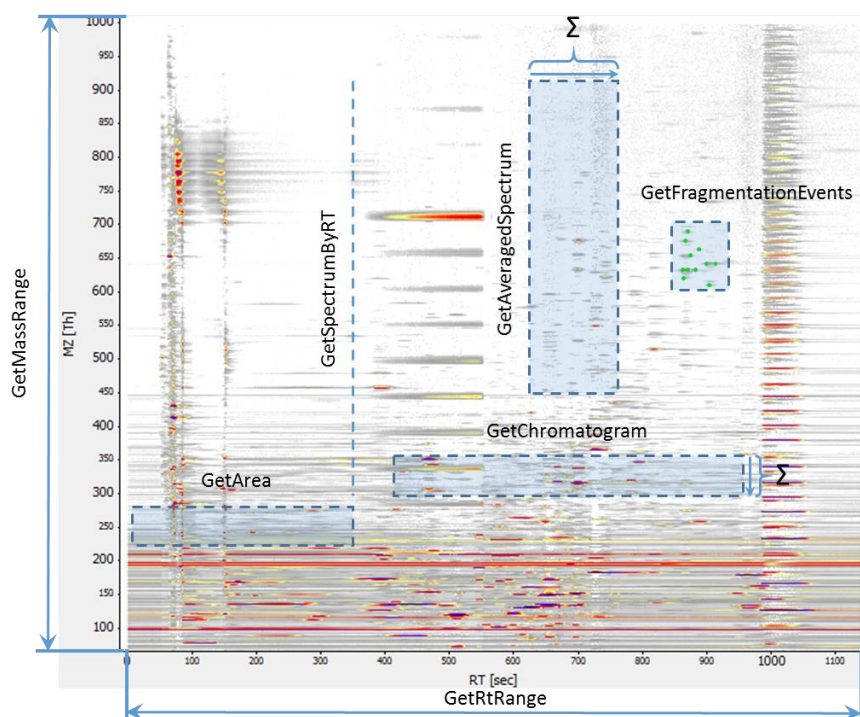 1000
950
900
850
800
750
700
650
600
550
500
450
400
350
300
250
200
150
100
MZ [Th]
GetMassRange
Σ
GetSpectrumByRT
GetAveragedSpectrum
GetFragmentationEvents
GetChromatogram
Σ
GetArea
0 100 200 300 400 500 600 700 800 900 1000 1100
RT [sec]
GetRtRange